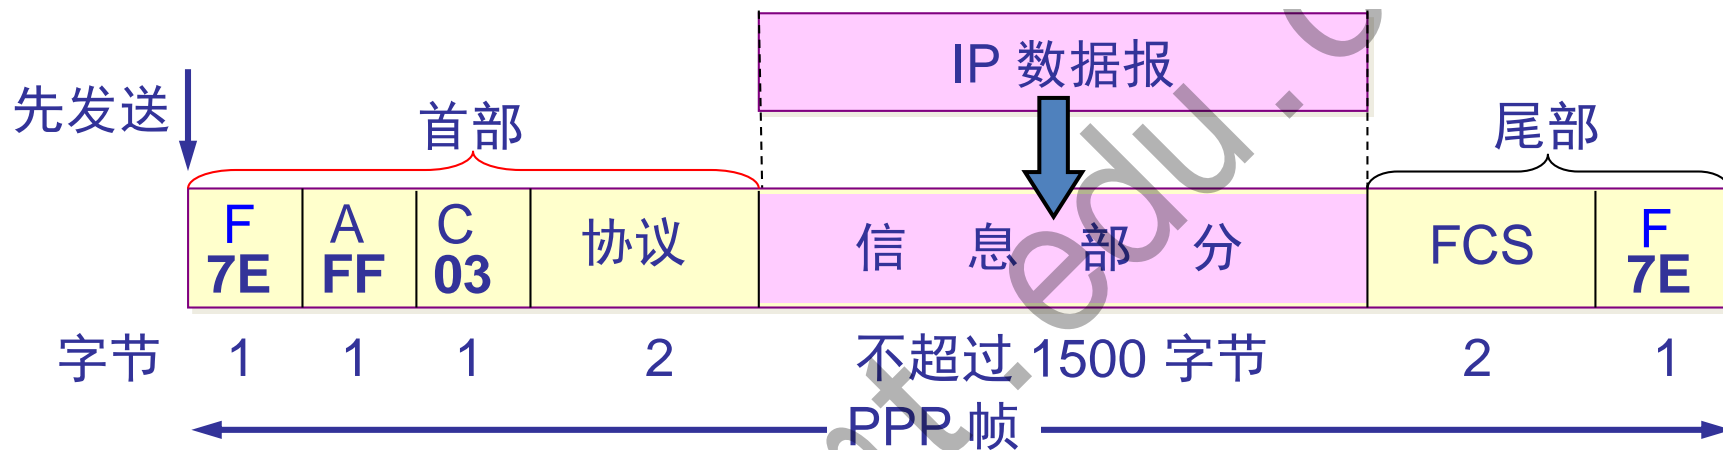 IP 数据报
先发送
首部
尾部
F
7E
A
FF
C
03
协议
信息部分
FCS
F
7E
字节 1 1 1 2 不超过 1500 字节 2 1
PPP 帧
.edu.
t.